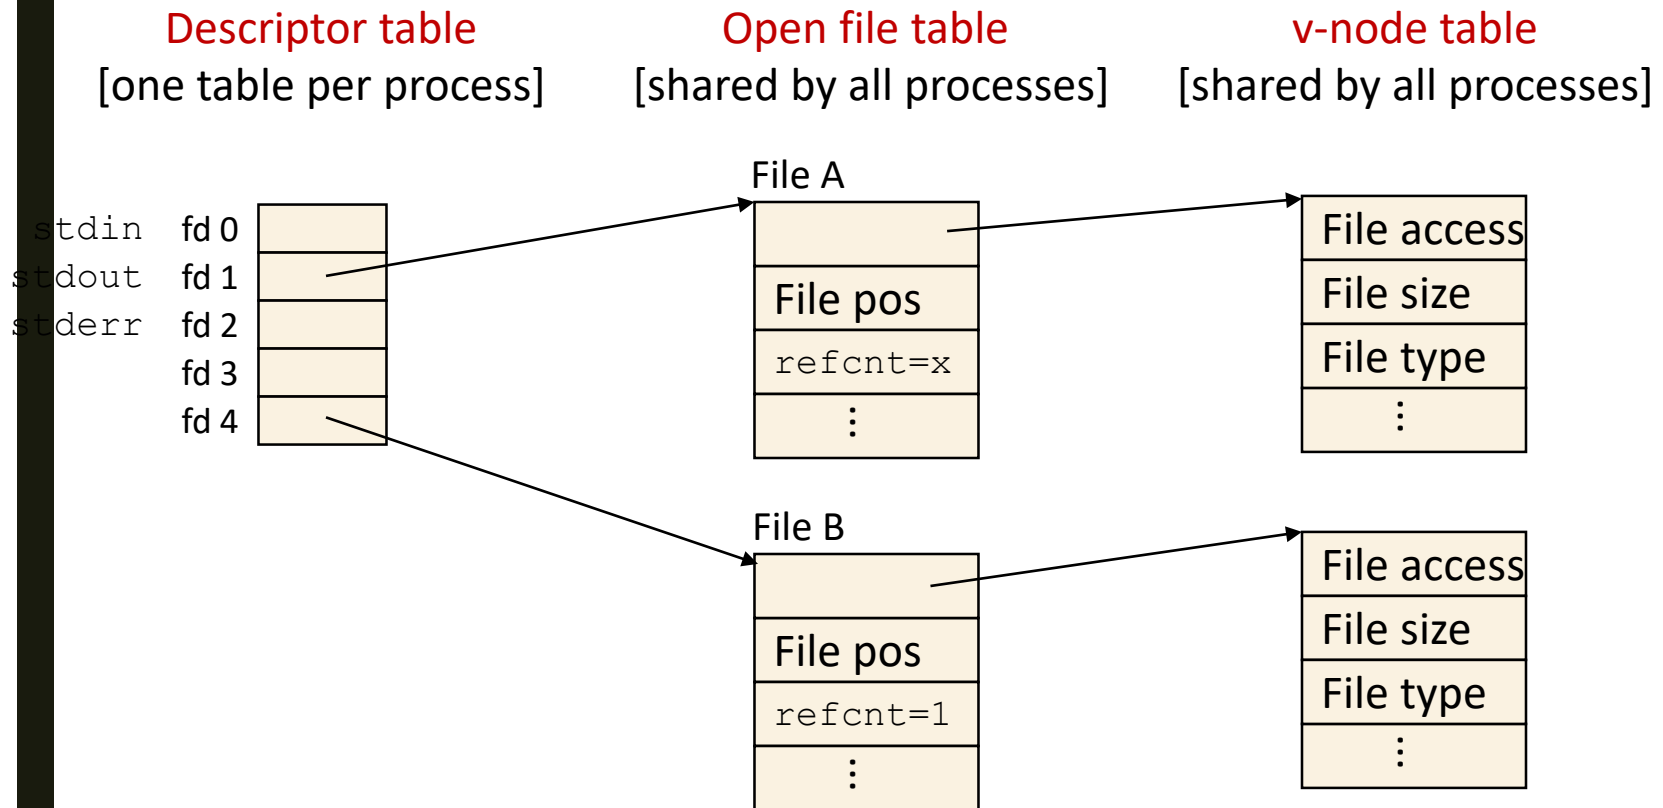 Descriptor table
[one table per process]
Open file table
[shared by all processes]
v-node table
[shared by all processes]
stdin fd 0
stdout fd 1
stderr fd 2
fd 3
fd 4
File A
File pos
refcnt=x
⋮
File access
File size
File type
⋮
File B
File pos
refcnt=1
⋮
File access
File size
File type
⋮